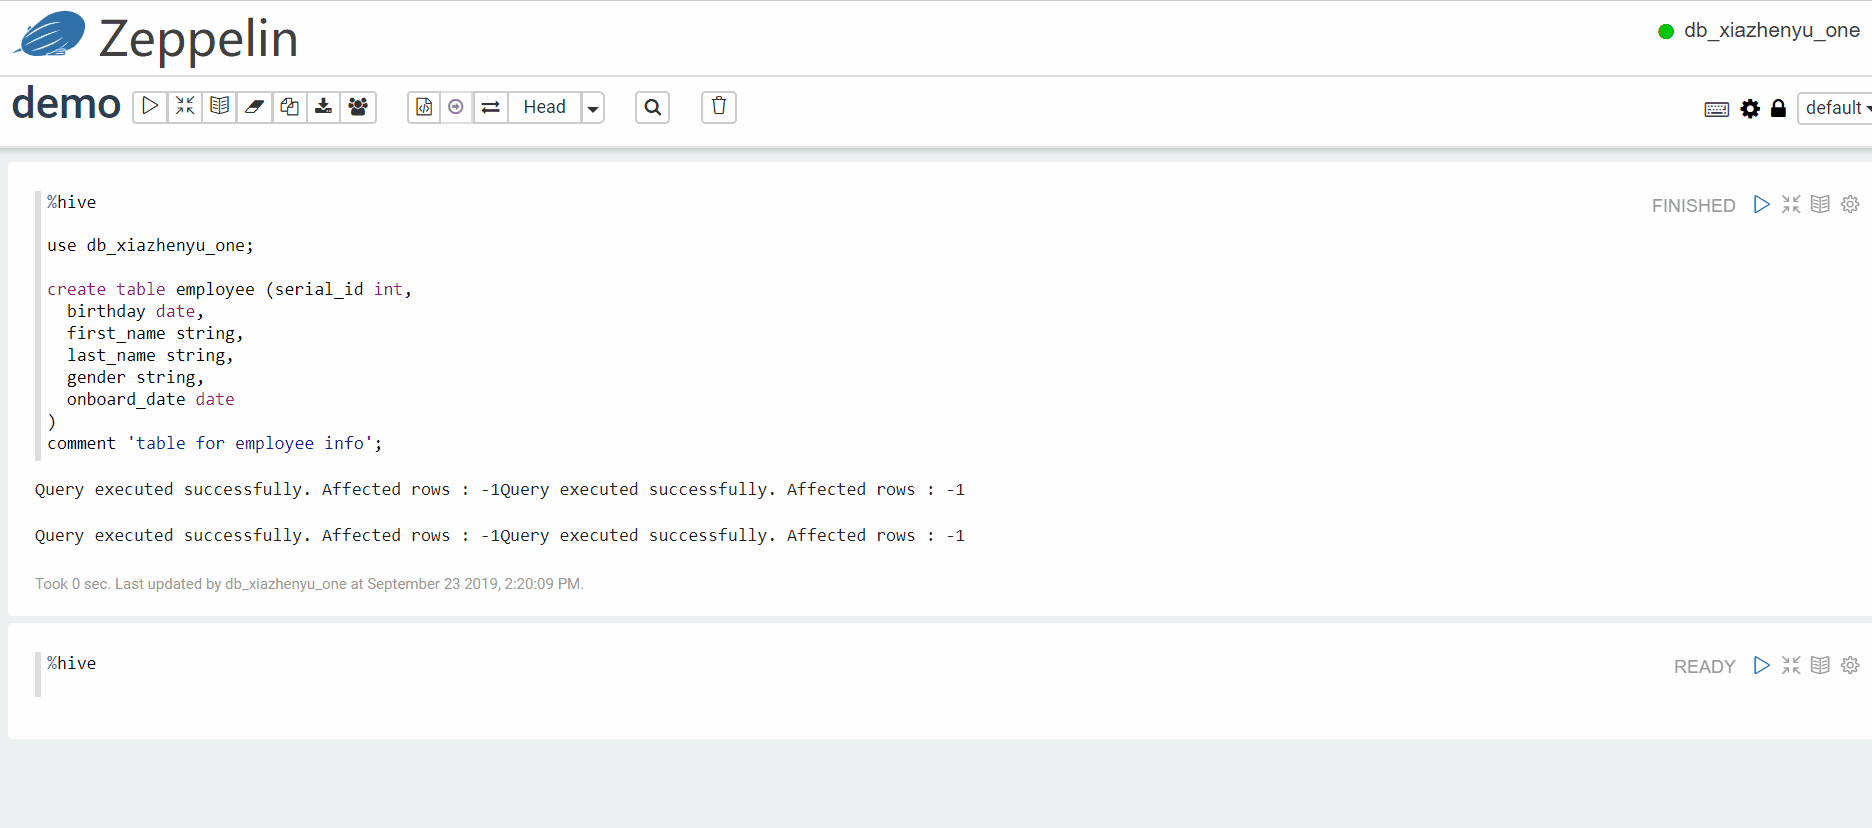 Zeppelin
db_xiazhenyu_one
demo
Head
default
%hive
FINISHED
use db_xiazhenyu_one;
create table employee (serial_id int,
birthday date,
first_name string,
last_name string,
gender string,
onboard_date date
)
comment 'table for employee info';
Query executed successfully. Affected rows : -1Query executed successfully. Affected rows : -1
Query executed successfully. Affected rows : -1Query executed successfully. Affected rows : -1
Took 0 sec. Last updated by db_xiazhenyu_one at September 23 2019, 2:20:09 PM.
%hive
READY